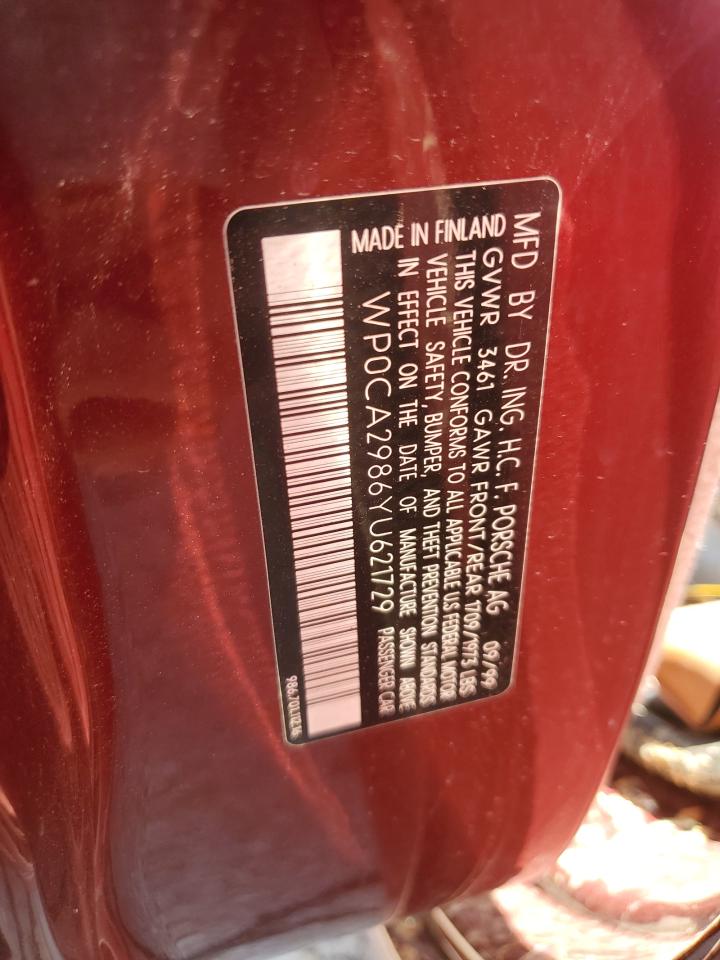 MFD BY DR. ING. H.C. F. PORSCHE AG 09/99
GVWR 3461 GAWR FRONT/REAR 1709/1973 LBS
THIS VEHICLE CONFORMS TO ALL APPLICABLE US FEDERAL MOTOR
VEHICLE SAFETY, BUMPER, AND THEFT PREVENTION STANDARDS
IN EFFECT ON THE DATE OF MANUFACTURE SHOWN ABOVE
MADE IN FINLAND
WP0CA2986YU621729 PASSENGER CAR